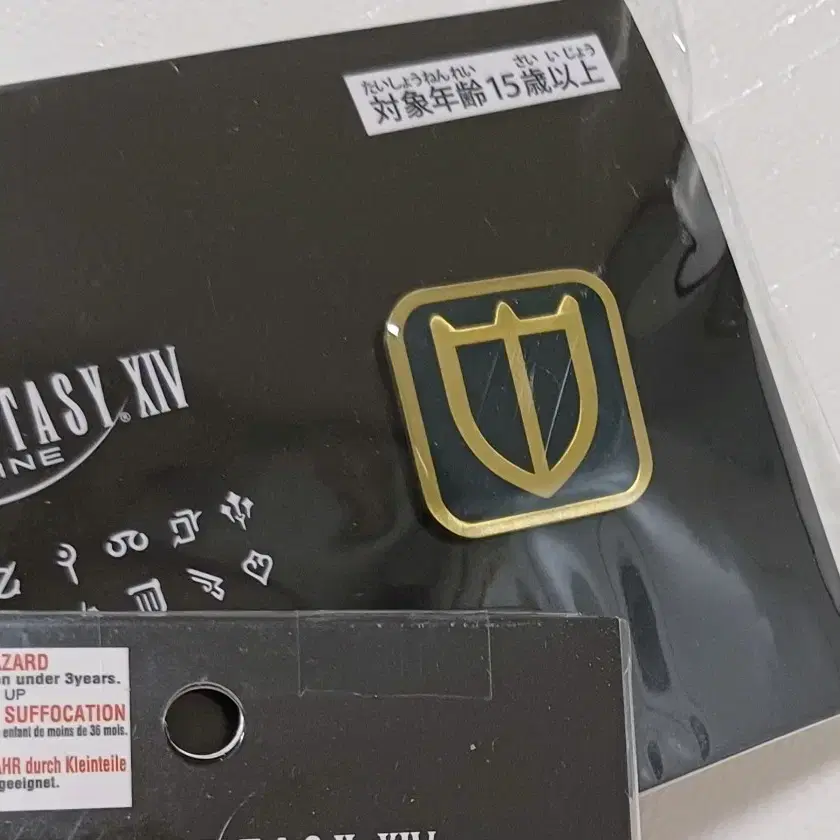 たいしょうねんれい さい いじょう
対象年齢15歳以上
TASY XIV
®
INE
AZARD
n under 3years.
UP
SUFFOCATION
enfant de moins de 36 mois.
AHR durch Kleinteile
geeignet.
XIV